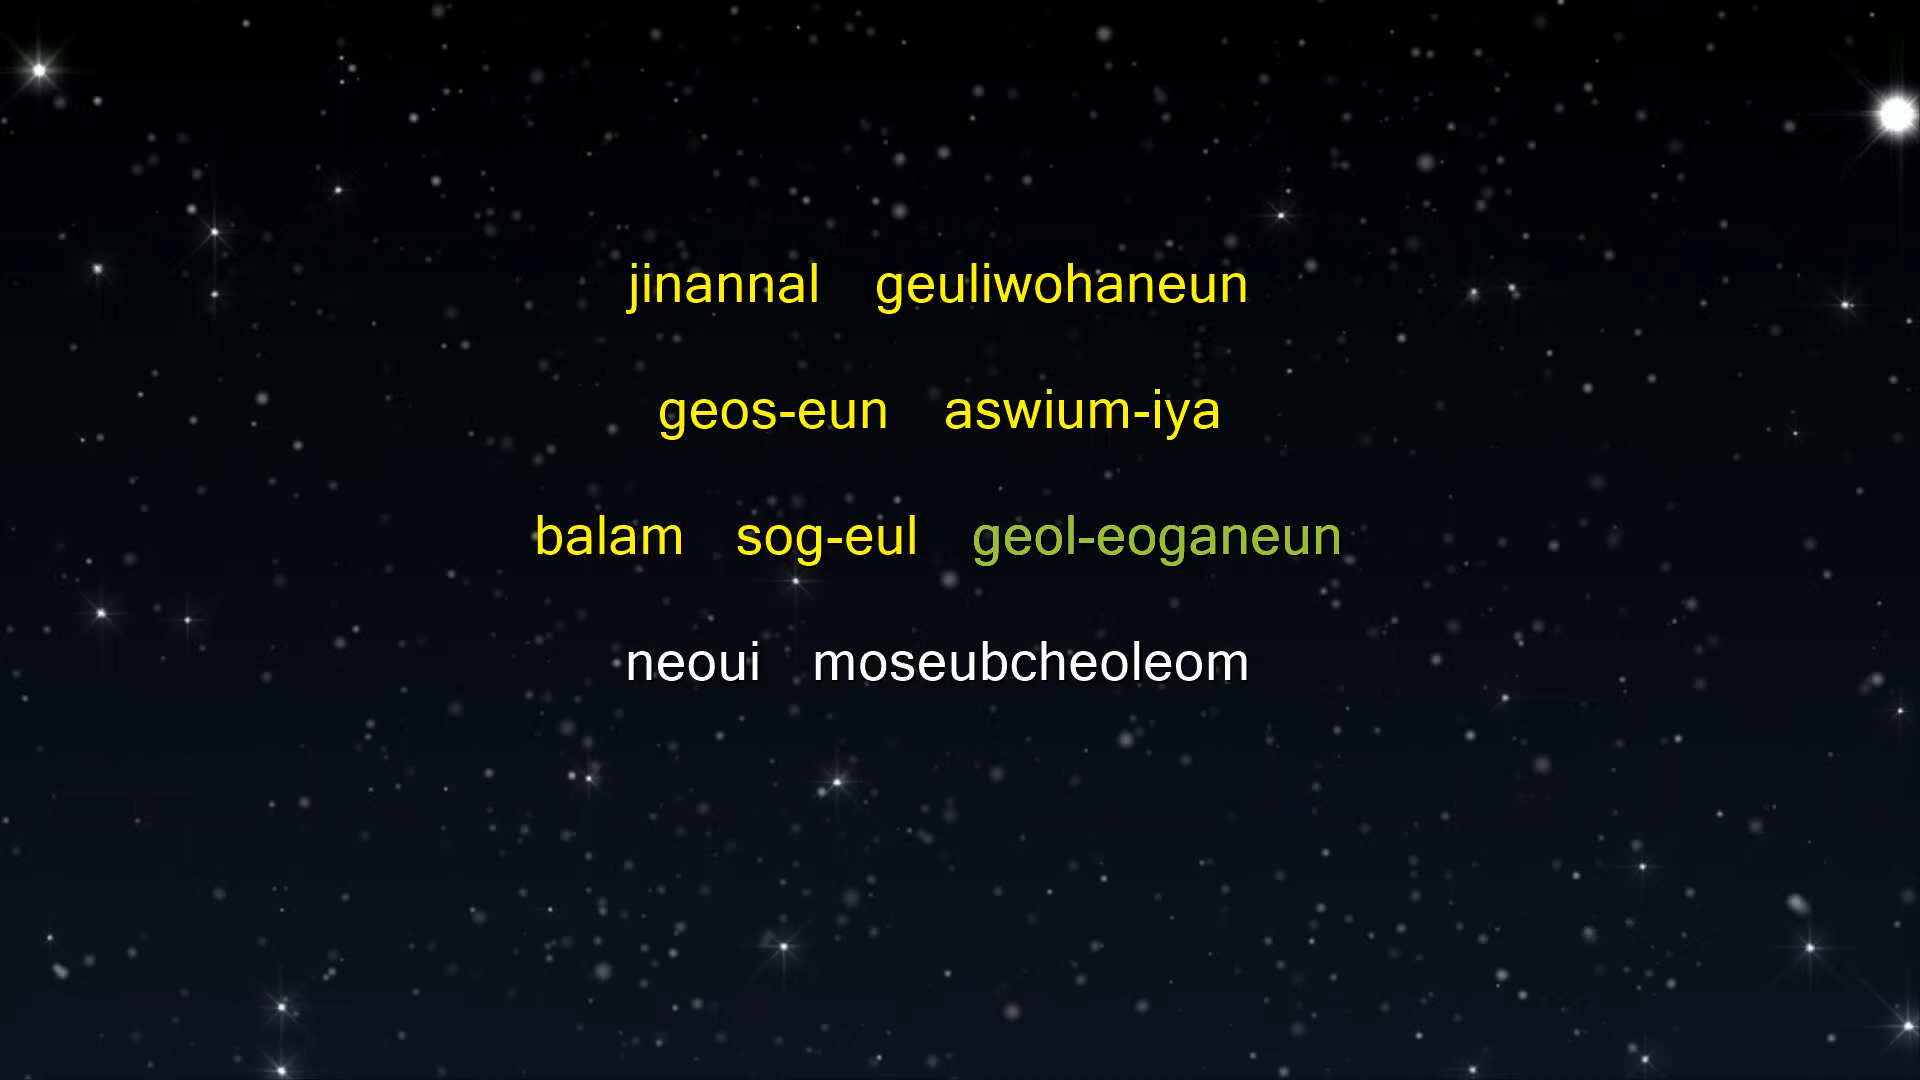 jinannal geuliwohaneun
geos-eun aswium-iya
balam sog-eul geol-eoganeun
neoui moseubcheoleom